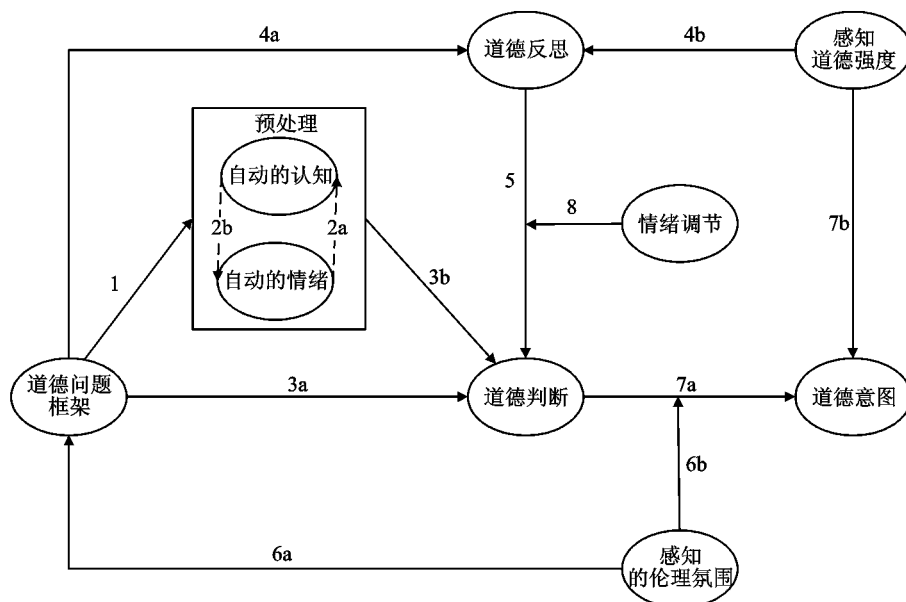 4a
道德反思
4b
感知
道德强度
预处理
自动的认知
2b
2a
自动的情绪
1
3b
5
8
情绪调节
7b
道德问题
框架
3a
道德判断
7a
道德意图
6b
6a
感知
的伦理氛围